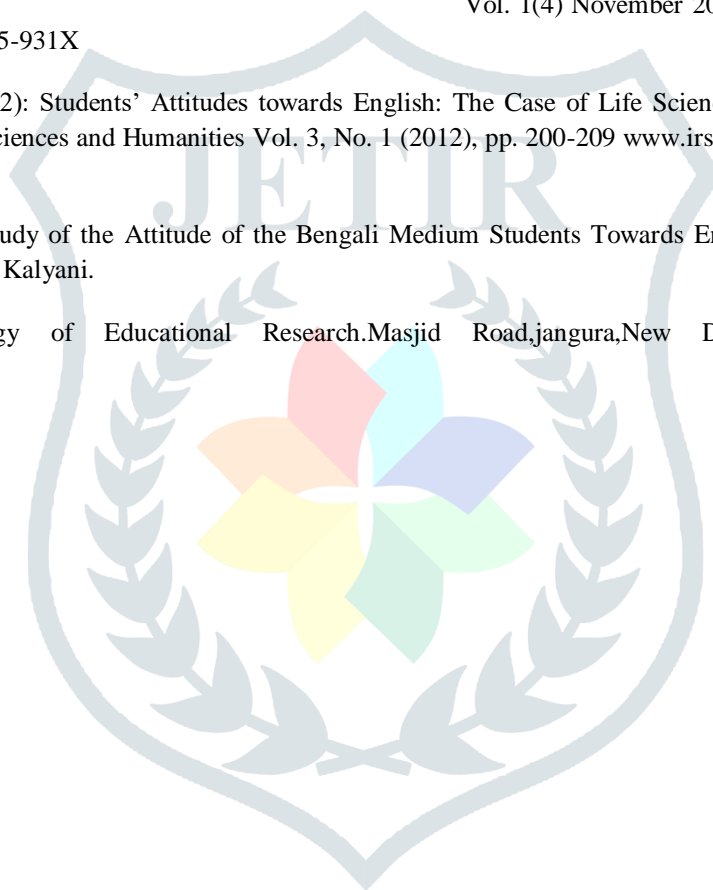 Vol. 1(4) November 20
5-931X
2): Students’ Attitudes towards English: The Case of Life Scien
ciences and Humanities Vol. 3, No. 1 (2012), pp. 200-209 www.irs
JETIR
udy of the Attitude of the Bengali Medium Students Towards En
Kalyani.
gy of Educational Research.Masjid Road,jangura,New D